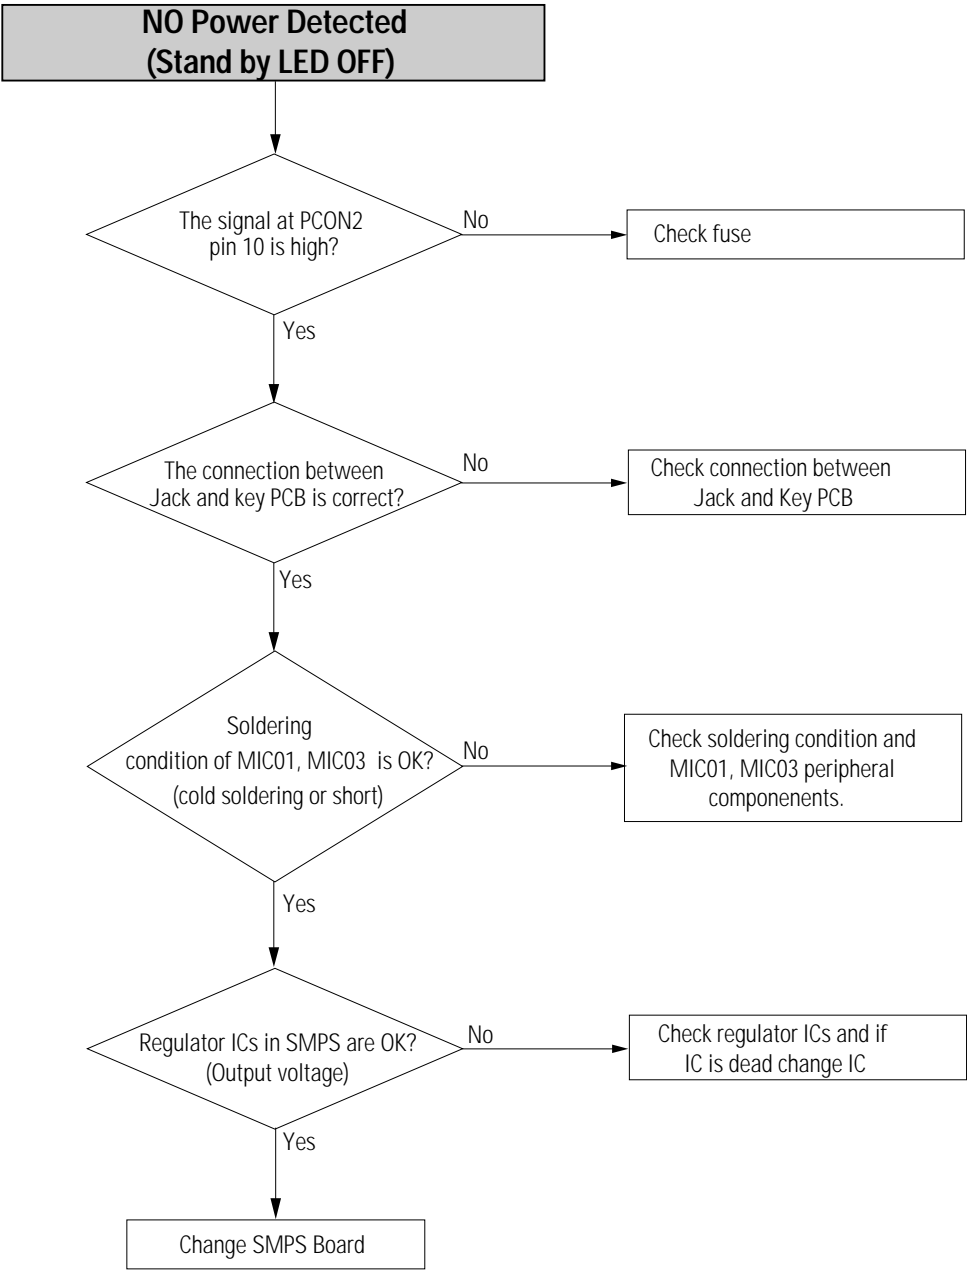 NO Power Detected
(Stand by LED OFF)
The signal at PCON2
pin 10 is high?
No
Check fuse
Yes
The connection between
Jack and key PCB is correct?
No
Check connection between
Jack and Key PCB
Yes
Soldering
condition of MIC01, MIC03 is OK?
(cold soldering or short)
No
Check soldering condition and
MIC01, MIC03 peripheral
componenents.
Yes
Regulator ICs in SMPS are OK?
(Output voltage)
No
Check regulator ICs and if
IC is dead change IC
Yes
Change SMPS Board